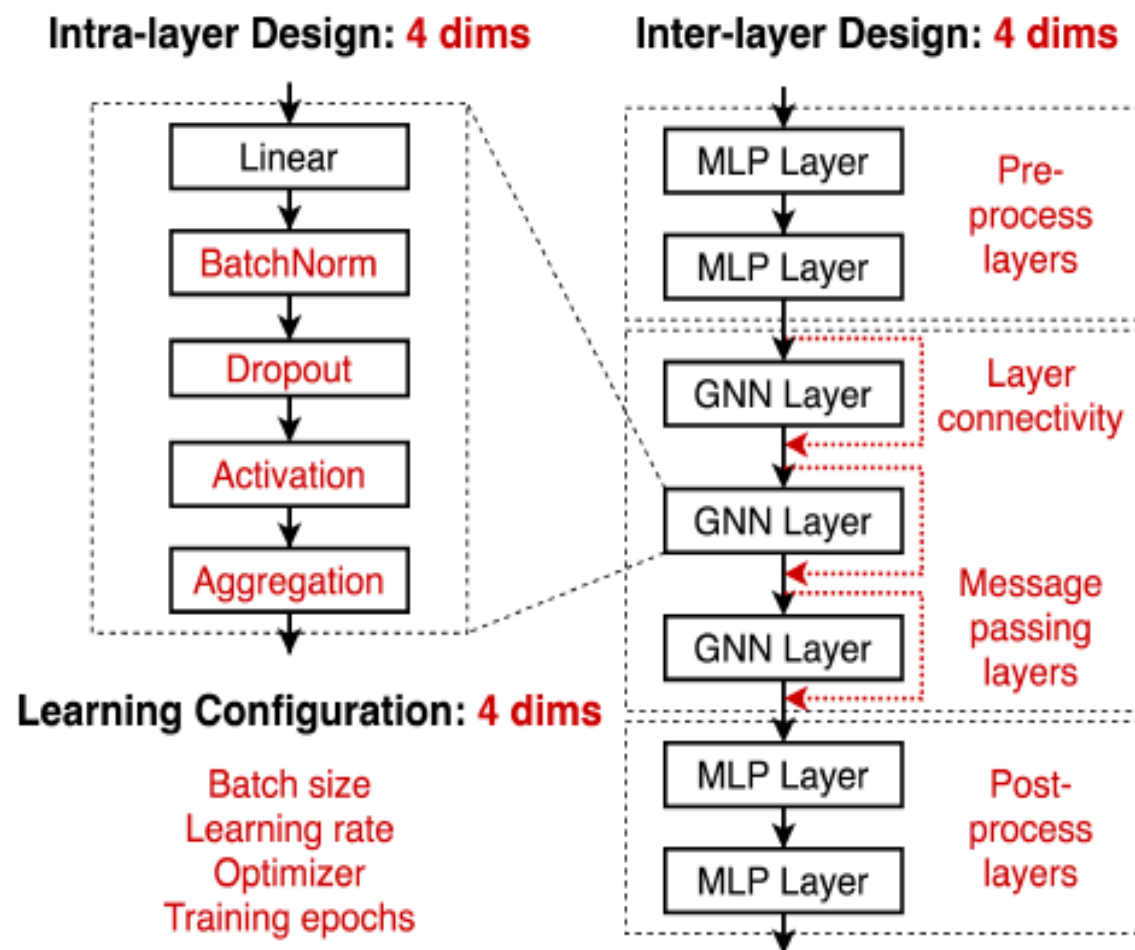 Intra-layer Design: 4 dims
Linear
BatchNorm
Dropout
Activation
Aggregation
Learning Configuration: 4 dims
Batch size
Learning rate
Optimizer
Training epochs
Inter-layer Design: 4 dims
MLP Layer
MLP Layer
Pre-
process
layers
GNN Layer
Layer
connectivity
GNN Layer
GNN Layer
Message
passing
layers
MLP Layer
MLP Layer
Post-
process
layers